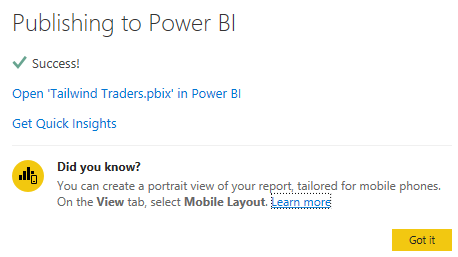 Publishing to Power BI
Success!
Open 'Tailwind Traders.pbix' in Power BI
Get Quick Insights
Did you know?
You can create a portrait view of your report, tailored for mobile phones.
On the View tab, select Mobile Layout. Learn more
Got it